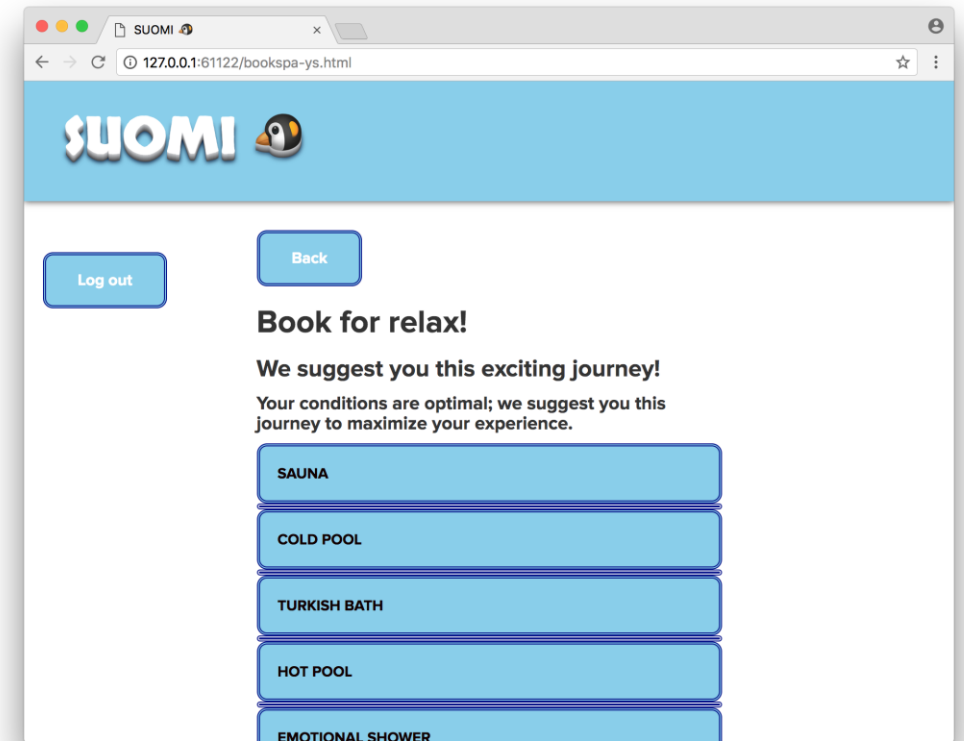 SUOMI 🐧
127.0.0.1:61122/bookspa-ys.html
SUOMI 🐧
Log out
Back
Book for relax!
We suggest you this exciting journey!
Your conditions are optimal; we suggest you this
journey to maximize your experience.
SAUNA
COLD POOL
TURKISH BATH
HOT POOL
EMOTIONAL SHOWER